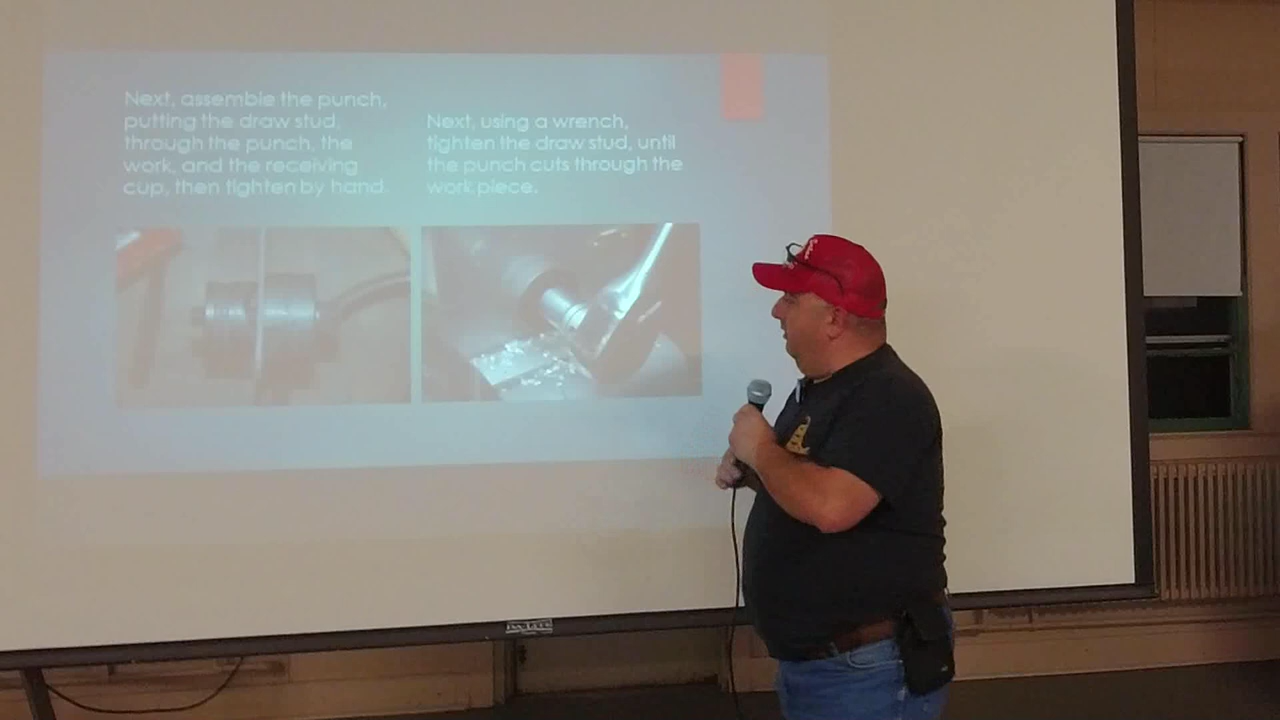 Next, assemble the punch,
putting the draw stud,
through the punch, the
work, and the receiving
cup, then tighten by hand.
Next, using a wrench,
tighten the draw stud, until
the punch cuts through the
work piece.